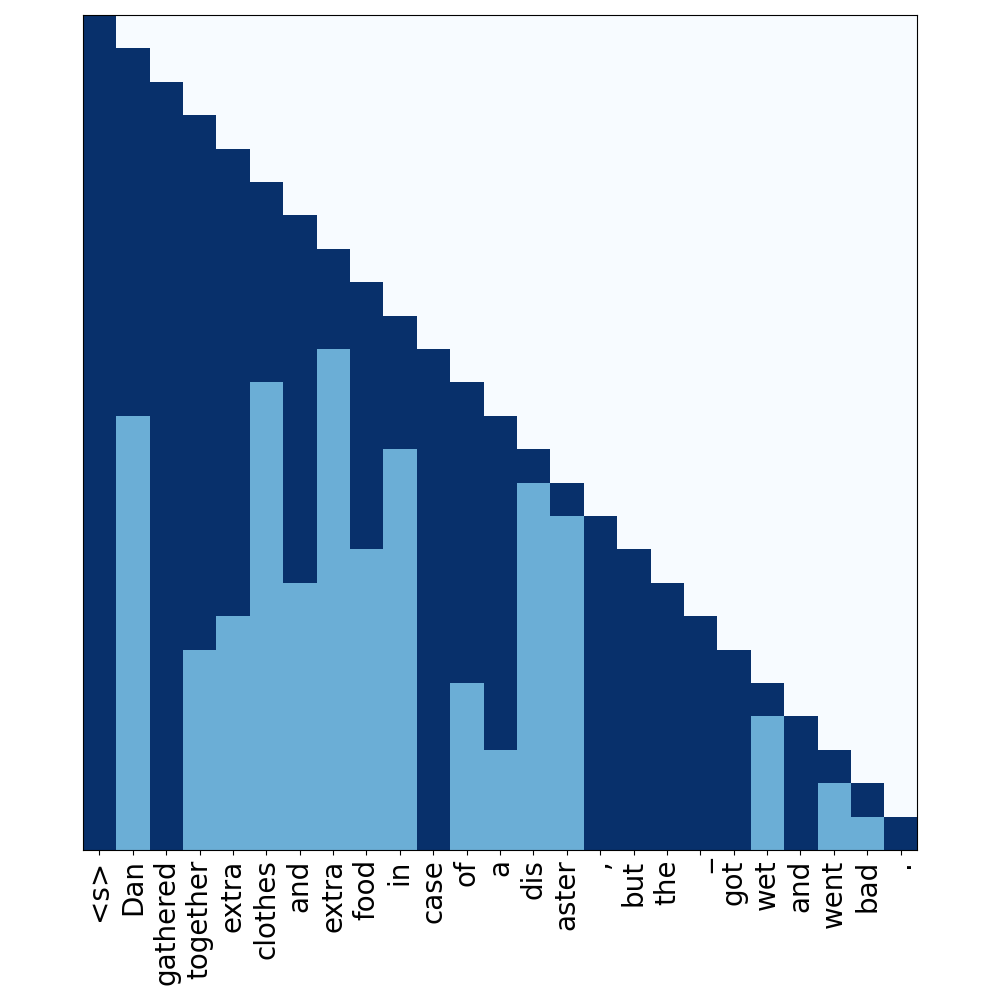 <s> Dan gathered together extra clothes and extra food in case of a dis aster , but the _ got wet and went bad .